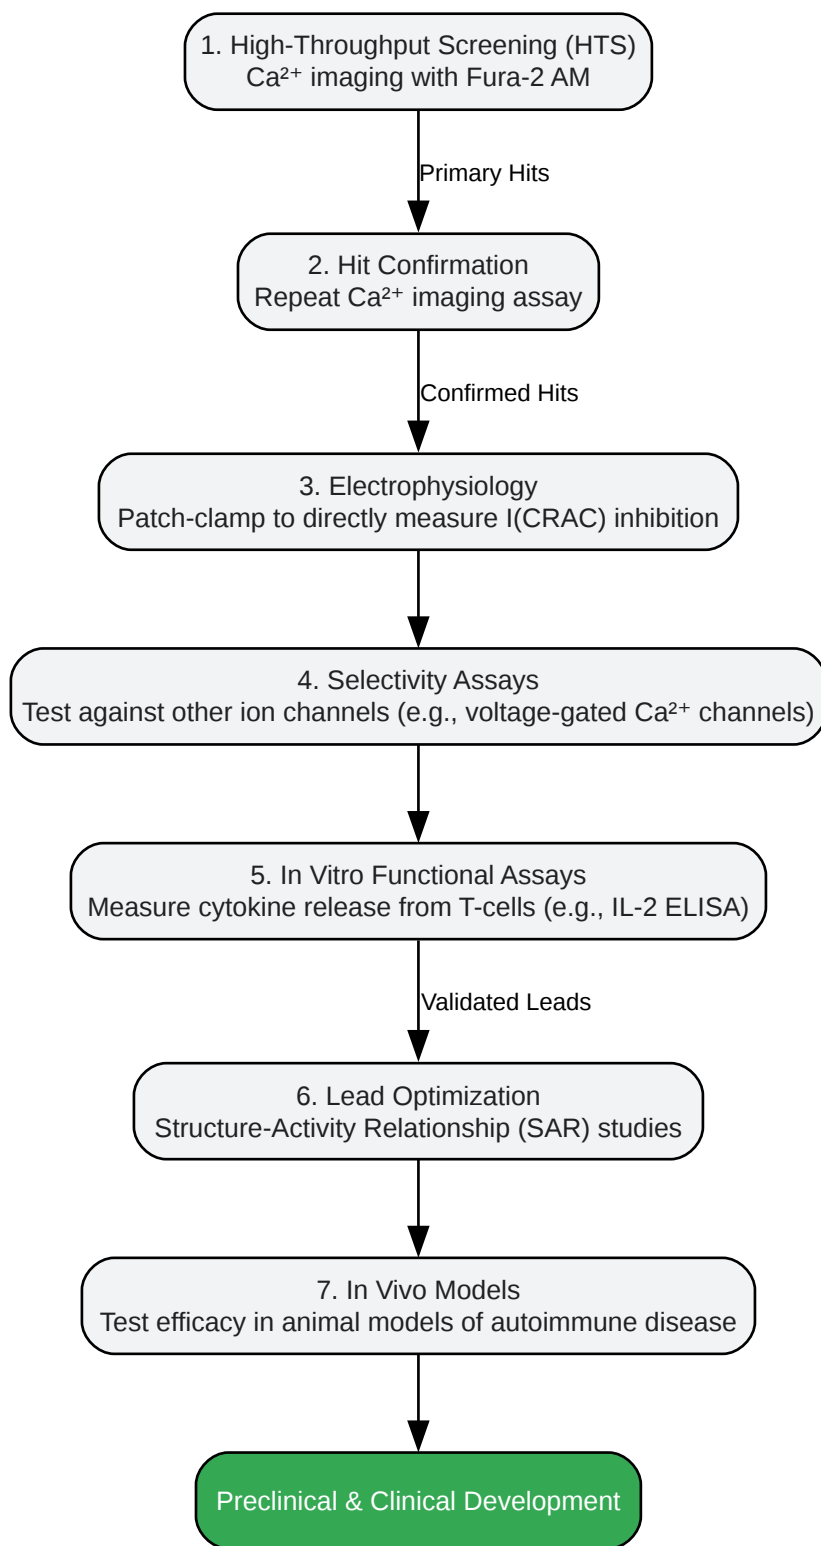 1. High-Throughput Screening (HTS)
Ca²⁺ imaging with Fura-2 AM
Primary Hits
2. Hit Confirmation
Repeat Ca²⁺ imaging assay
Confirmed Hits
3. Electrophysiology
Patch-clamp to directly measure I(CRAC) inhibition
4. Selectivity Assays
Test against other ion channels (e.g., voltage-gated Ca²⁺ channels)
5. In Vitro Functional Assays
Measure cytokine release from T-cells (e.g., IL-2 ELISA)
Validated Leads
6. Lead Optimization
Structure-Activity Relationship (SAR) studies
7. In Vivo Models
Test efficacy in animal models of autoimmune disease
Preclinical & Clinical Development